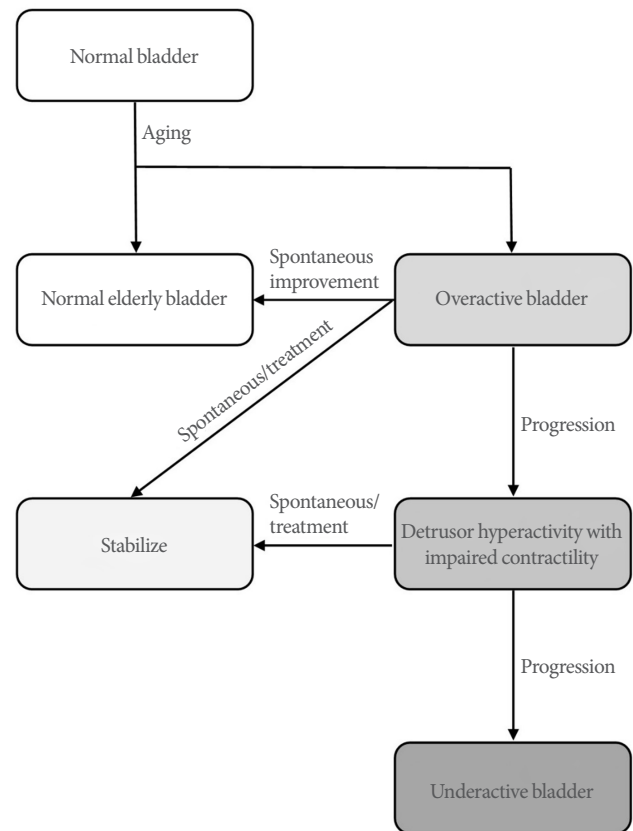 Normal bladder
Aging
Spontaneous
improvement
Normal elderly bladder
Overactive bladder
Spontaneous/treatment
Progression
Spontaneous/
treatment
Stabilize
Detrusor hyperactivity with
impaired contractility
Progression
Underactive bladder